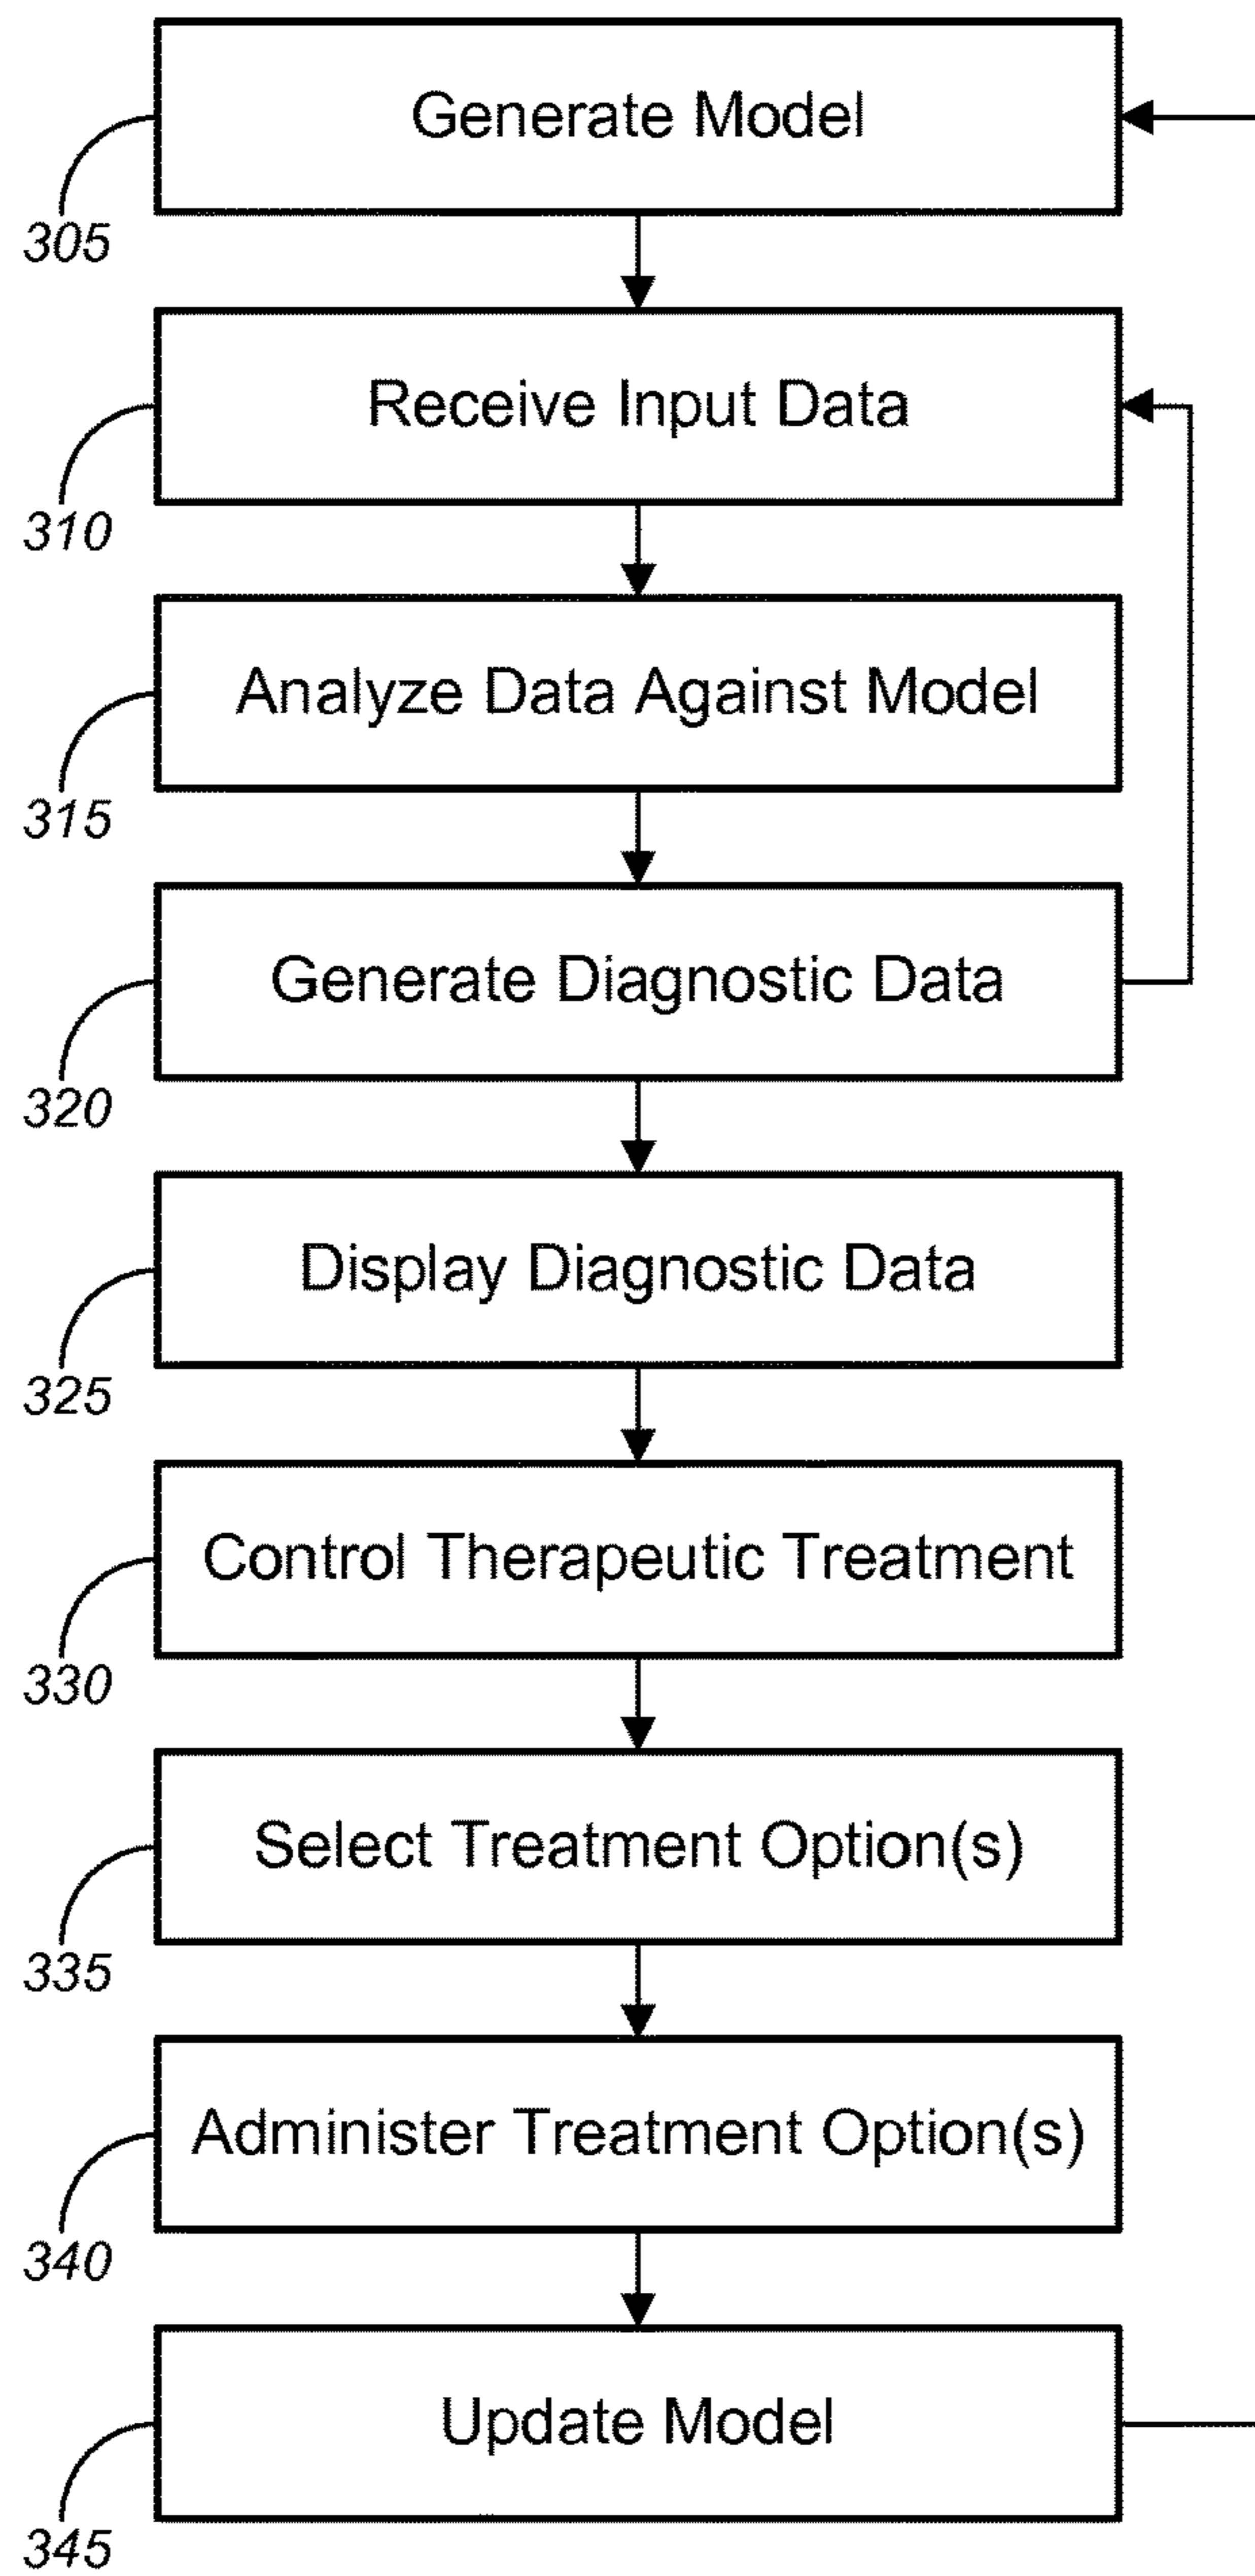 Generate Model
305
Receive Input Data
310
Analyze Data Against Model
315
Generate Diagnostic Data
320
Display Diagnostic Data
325
Control Therapeutic Treatment
330
Select Treatment Option(s)
335
Administer Treatment Option(s)
340
Update Model
345